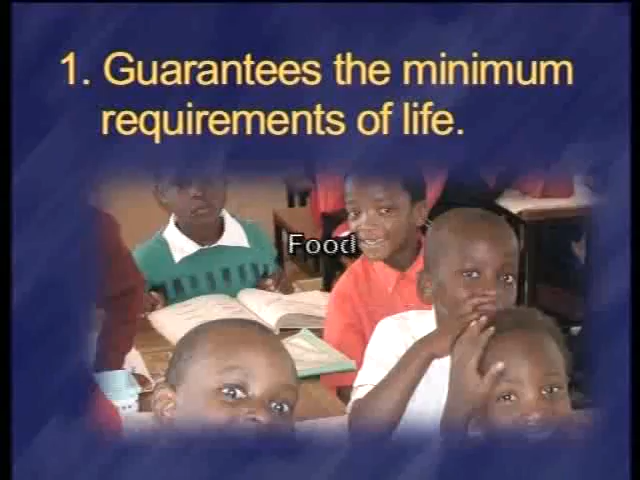 1. Guarantees the minimum
requirements of life.
Food